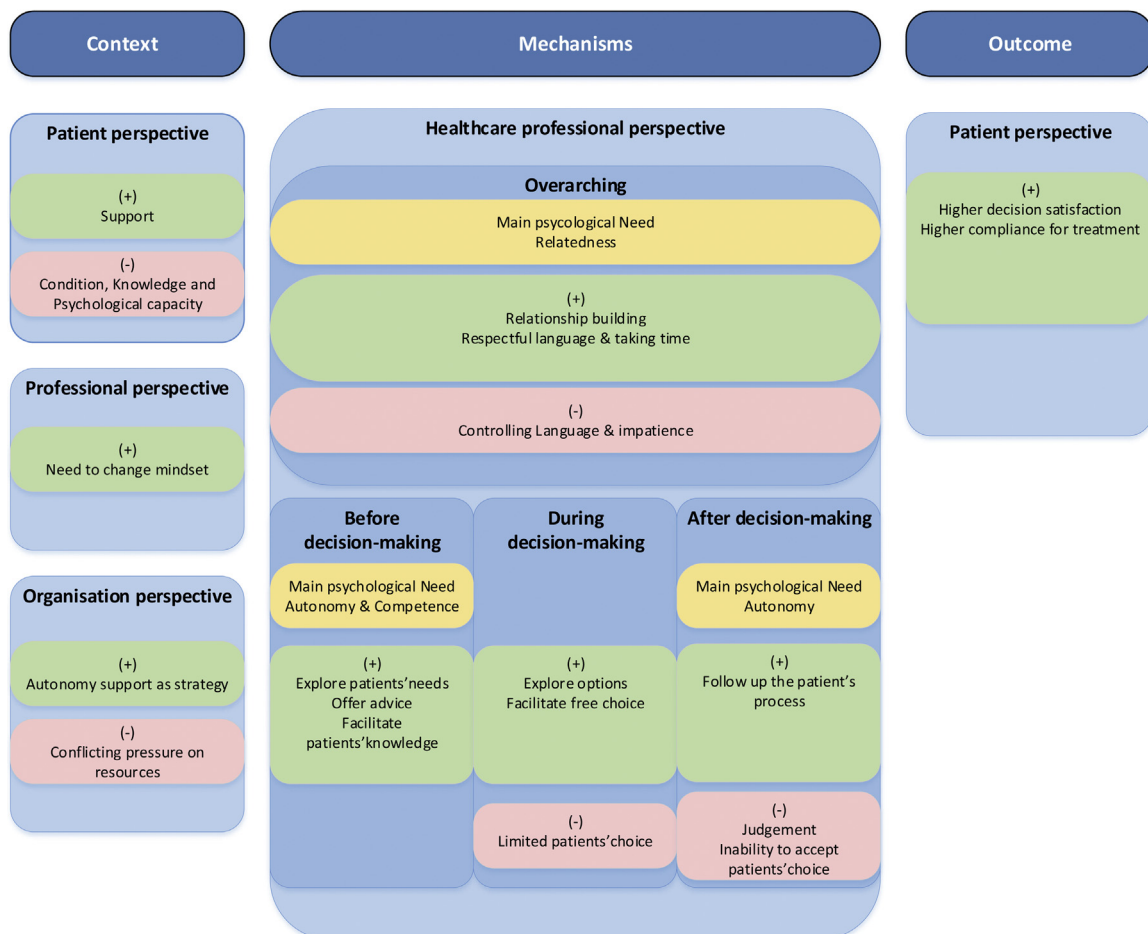 Context
Mechanisms
Outcome
Patient perspective
(+)
Support
(-)
Condition, Knowledge and
Psychological capacity
Professional perspective
(+)
Need to change mindset
Organisation perspective
(+)
Autonomy support as strategy
(-)
Conflicting pressure on
resources
Healthcare professional perspective
Overarching
Main psycological Need
Relatedness
(+)
Relationship building
Respectful language & taking time
(-)
Controlling Language & impatience
Before
decision-making
Main psychological Need
Autonomy & Competence
(+)
Explore patients’needs
Offer advice
Facilitate
patients’knowledge
During
decision-making
(+)
Explore options
Facilitate free choice
(-)
Limited patients’choice
After decision-making
Main psychological Need
Autonomy
(+)
Follow up the patient’s
process
(-)
Judgement
Inability to accept
patients’choice
Patient perspective
(+)
Higher decision satisfaction
Higher compliance for treatment